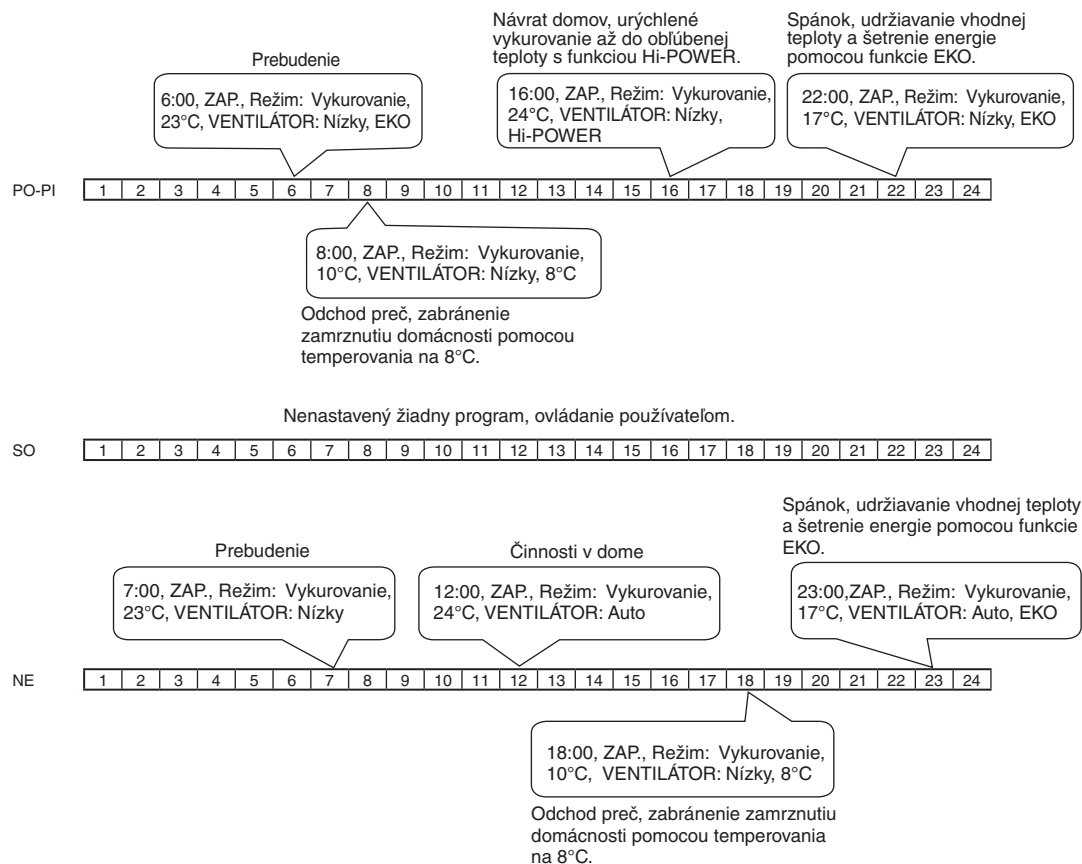 Prebudenie
6:00, ZAP., Režim: Vykurovanie,
23°C, VENTILÁTOR: Nízky, EKO
Návrat domov, urýchlené
vykurovanie až do obľúbenej
teploty s funkciou Hi-POWER.
16:00, ZAP., Režim: Vykurovanie,
24°C, VENTILÁTOR: Nízky,
Hi-POWER
Spánok, udržiavanie vhodnej
teploty a šetrenie energie
pomocou funkcie EKO.
22:00, ZAP., Režim: Vykurovanie,
17°C, VENTILÁTOR: Nízky, EKO
PO-PI 1 2 3 4 5 6 7 8 9 10 11 12 13 14 15 16 17 18 19 20 21 22 23 24
8:00, ZAP., Režim: Vykurovanie,
10°C, VENTILÁTOR: Nízky, 8°C
Odchod preč, zabránenie
zamrznutiu domácnosti pomocou
temperovania na 8°C.
Nenastavený žiadny program, ovládanie používateľom.
SO 1 2 3 4 5 6 7 8 9 10 11 12 13 14 15 16 17 18 19 20 21 22 23 24
Prebudenie
7:00, ZAP., Režim: Vykurovanie,
23°C, VENTILÁTOR: Nízky
Činnosti v dome
12:00, ZAP., Režim: Vykurovanie,
24°C, VENTILÁTOR: Auto
Spánok, udržiavanie vhodnej teploty
a šetrenie energie pomocou funkcie
EKO.
23:00,ZAP., Režim: Vykurovanie,
17°C, VENTILÁTOR: Auto, EKO
NE 1 2 3 4 5 6 7 8 9 10 11 12 13 14 15 16 17 18 19 20 21 22 23 24
18:00, ZAP., Režim: Vykurovanie,
10°C, VENTILÁTOR: Nízky, 8°C
Odchod preč, zabránenie zamrznutiu
domácnosti pomocou temperovania
na 8°C.